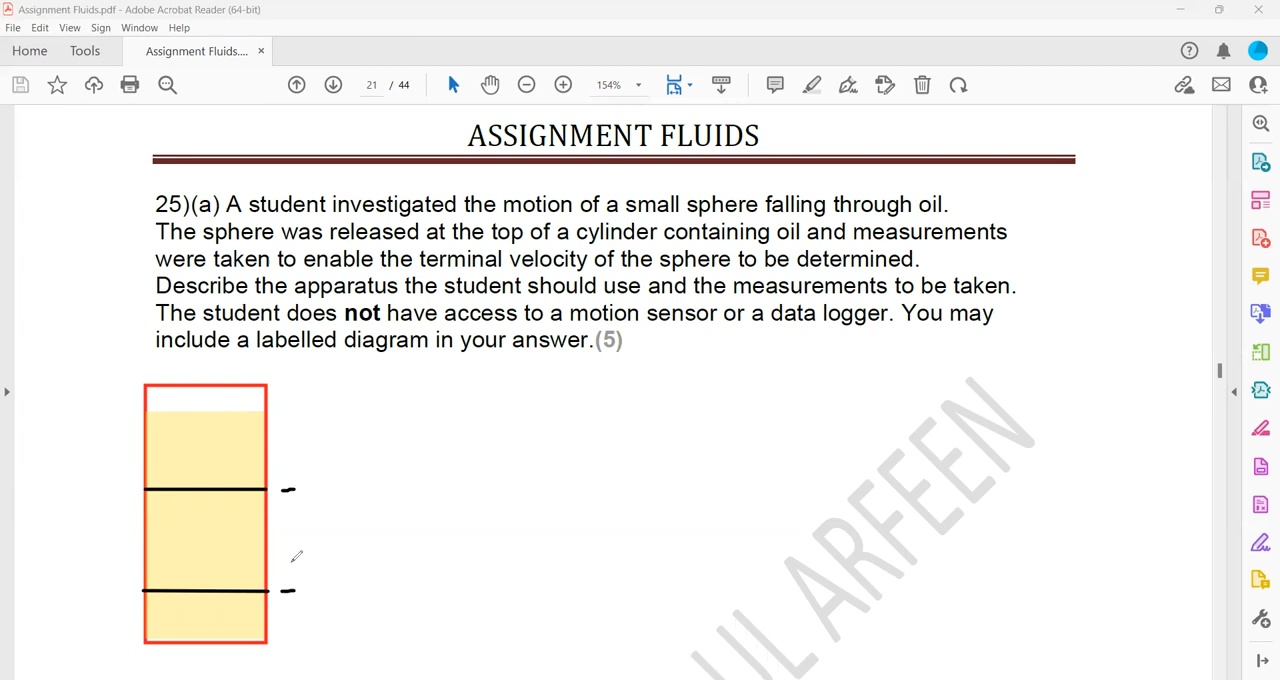 Assignment Fluids.pdf - Adobe Acrobat Reader (64-bit)
File Edit View Sign Window Help
Home Tools Assignment Fluids.... ×
21 / 44 154%
ASSIGNMENT FLUIDS
25)(a) A student investigated the motion of a small sphere falling through oil.
The sphere was released at the top of a cylinder containing oil and measurements
were taken to enable the terminal velocity of the sphere to be determined.
Describe the apparatus the student should use and the measurements to be taken.
The student does not have access to a motion sensor or a data logger. You may
include a labelled diagram in your answer.(5)
UL ARFEEN